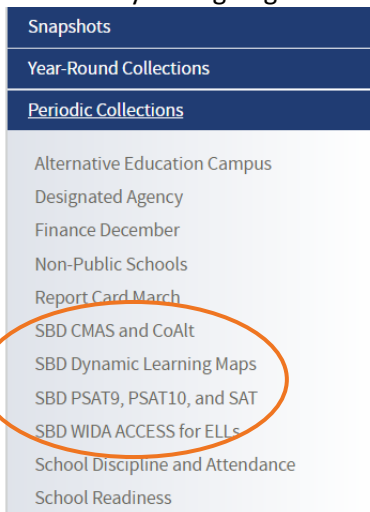 Snapshots
Year-Round Collections
Periodic Collections
Alternative Education Campus
Designated Agency
Finance December
Non-Public Schools
Report Card March
SBD CMAS and CoAlt
SBD Dynamic Learning Maps
SBD PSAT9, PSAT10, and SAT
SBD WIDA ACCESS for ELLs
School Discipline and Attendance
School Readiness